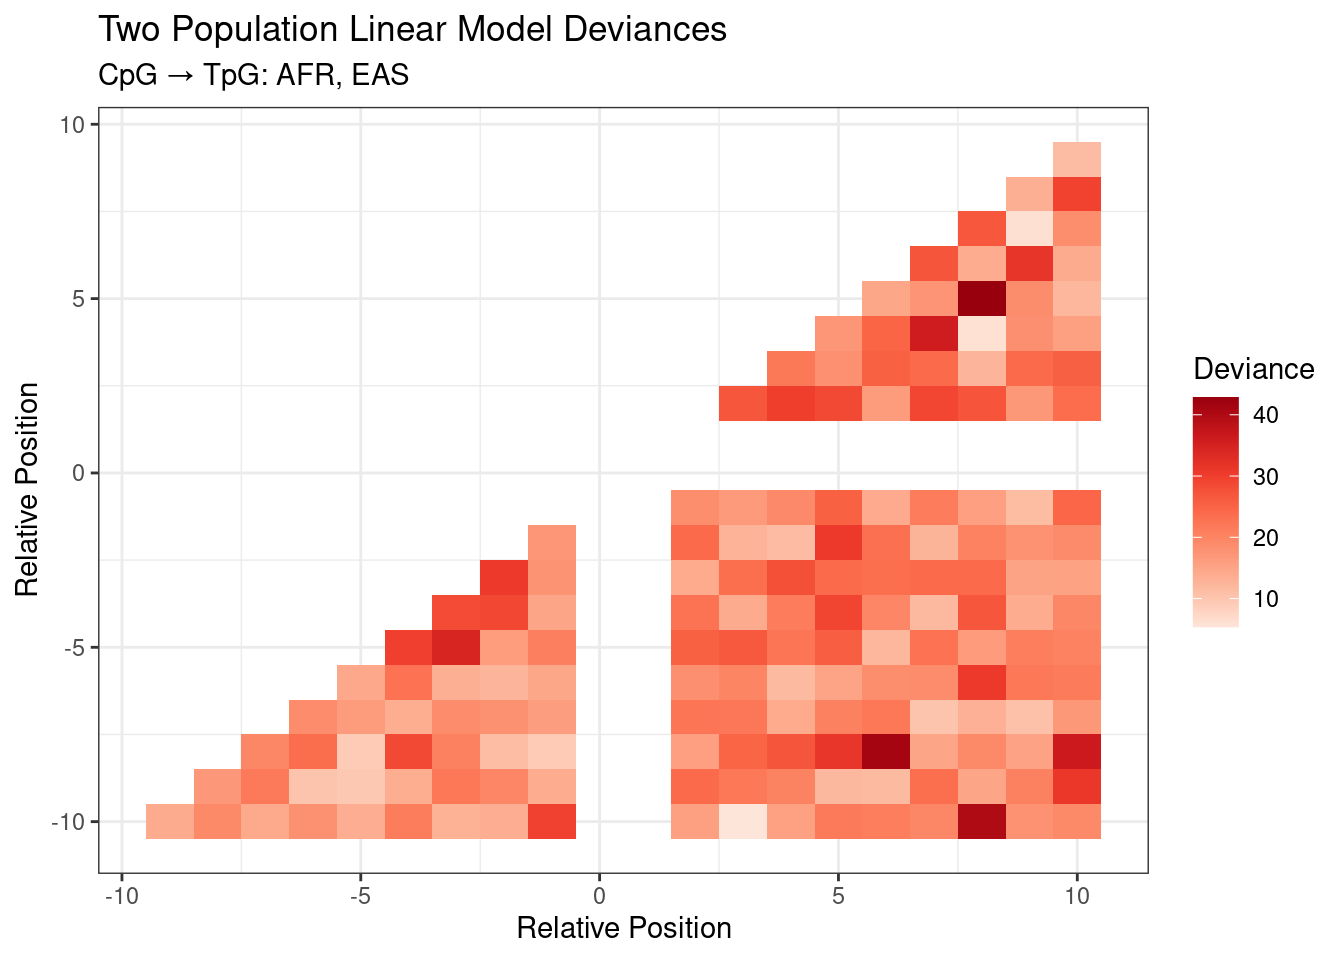 Two Population Linear Model Deviances
CpG → TpG: AFR, EAS
10
5
0
-5
-10
Relative Position
-10
-5
0
5
10
Relative Position
Deviance
40
30
20
10